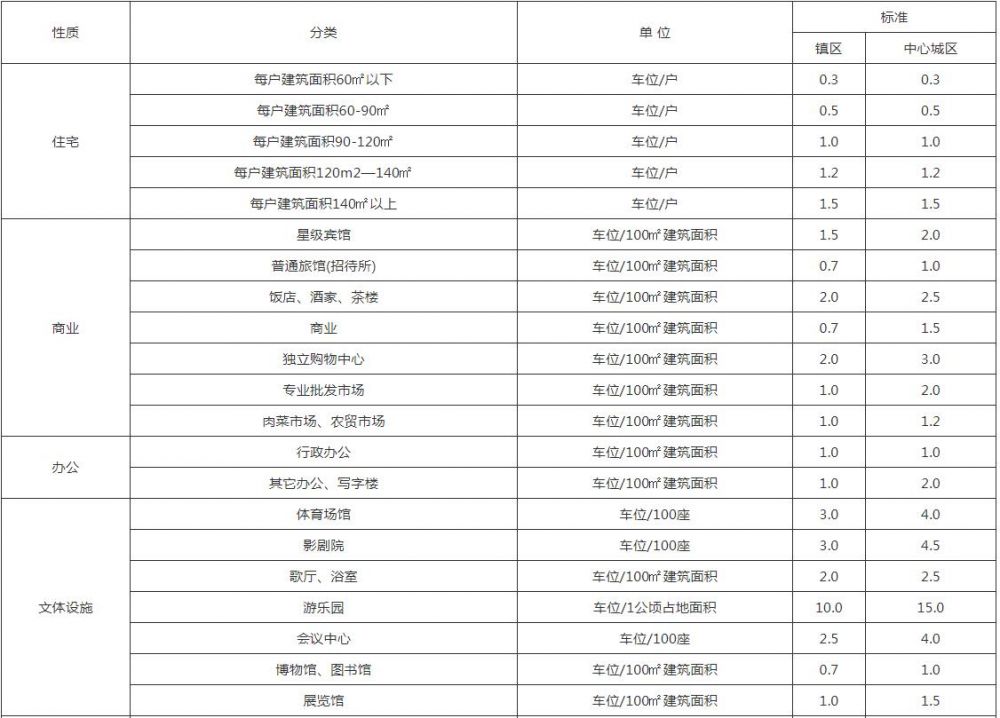 性质 分类 单 位 标准
镇区 中心城区
住宅
每户建筑面积60㎡以下 车位/户 0.3 0.3
每户建筑面积60-90㎡ 车位/户 0.5 0.5
每户建筑面积90-120㎡ 车位/户 1.0 1.0
每户建筑面积120m2—140㎡ 车位/户 1.2 1.2
每户建筑面积140㎡以上 车位/户 1.5 1.5
商业
星级宾馆 车位/100㎡建筑面积 1.5 2.0
普通旅馆(招待所) 车位/100㎡建筑面积 0.7 1.0
饭店、酒家、茶楼 车位/100㎡建筑面积 2.0 2.5
商业 车位/100㎡建筑面积 0.7 1.5
独立购物中心 车位/100㎡建筑面积 2.0 3.0
专业批发市场 车位/100㎡建筑面积 1.0 2.0
肉菜市场、农贸市场 车位/100㎡建筑面积 1.0 1.2
办公
行政办公 车位/100㎡建筑面积 1.0 1.0
其它办公、写字楼 车位/100㎡建筑面积 1.0 2.0
文体设施
体育场馆 车位/100座 3.0 4.0
影剧院 车位/100座 3.0 4.5
歌厅、浴室 车位/100㎡建筑面积 2.0 2.5
游乐园 车位/1公顷占地面积 10.0 15.0
会议中心 车位/100座 2.5 4.0
博物馆、图书馆 车位/100㎡建筑面积 0.7 1.0
展览馆 车位/100㎡建筑面积 1.0 1.5